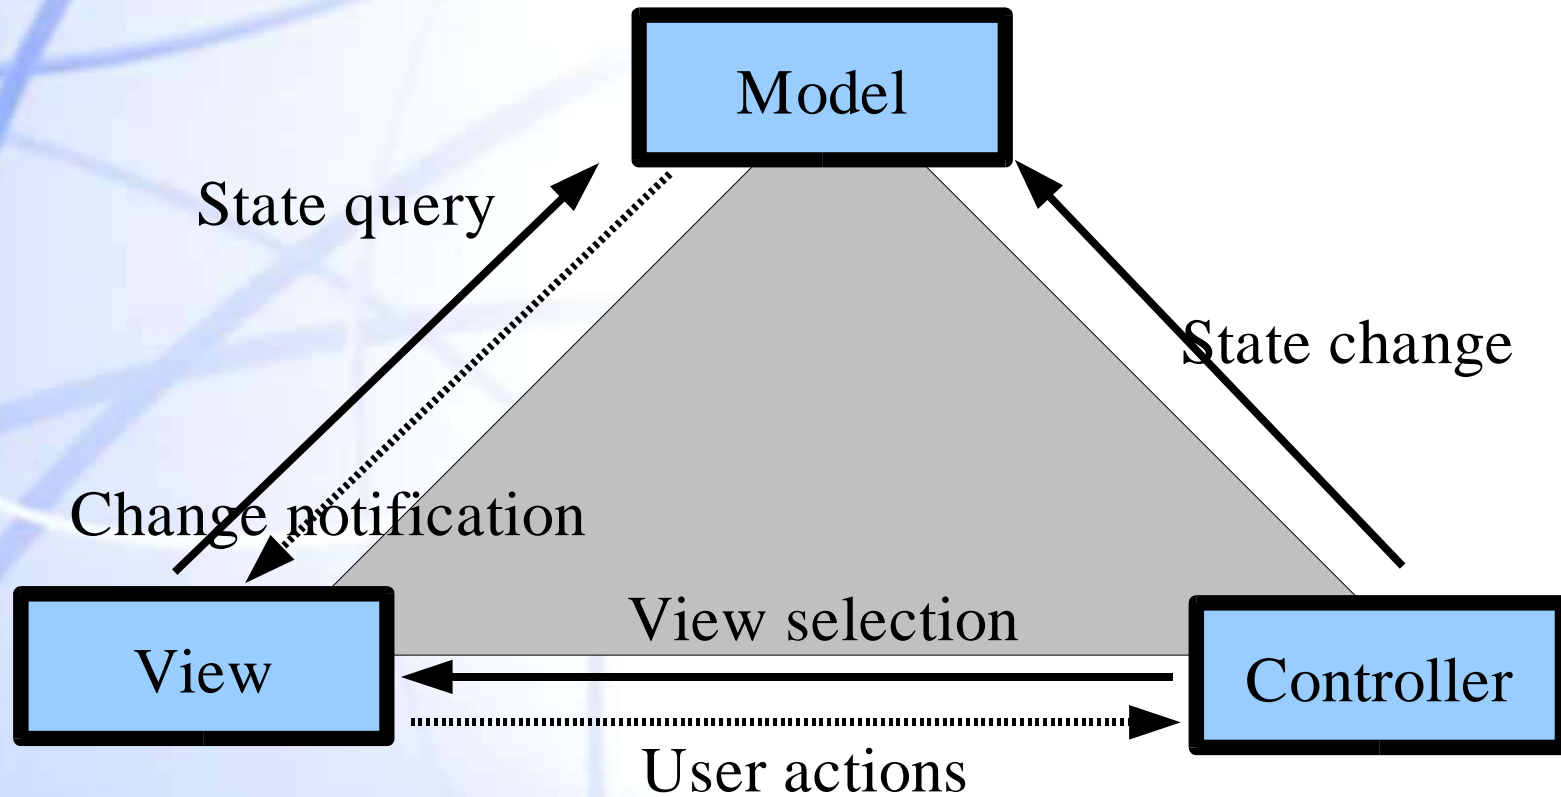 Model
State query
State change
Change notification
View selection
View
Controller
User actions